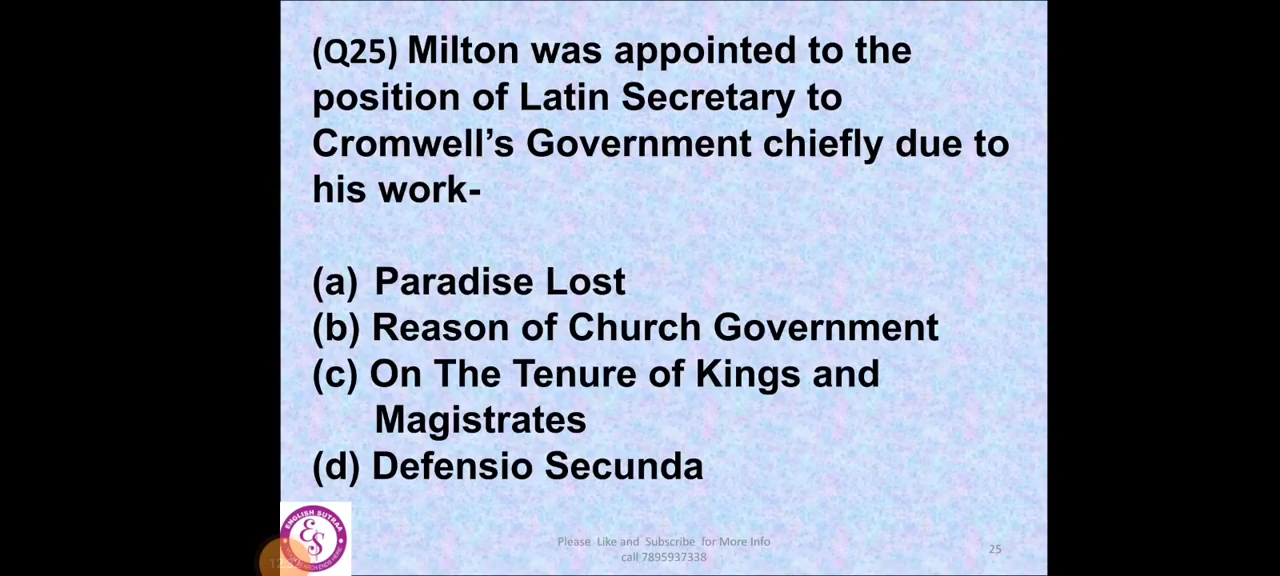 (Q25) Milton was appointed to the
position of Latin Secretary to
Cromwell’s Government chiefly due to
his work-
(a) Paradise Lost
(b) Reason of Church Government
(c) On The Tenure of Kings and
Magistrates
(d) Defensio Secunda
ENGLISH SUTRAA
ES
Please Like and Subscribe for More Info
call 7895937338
25